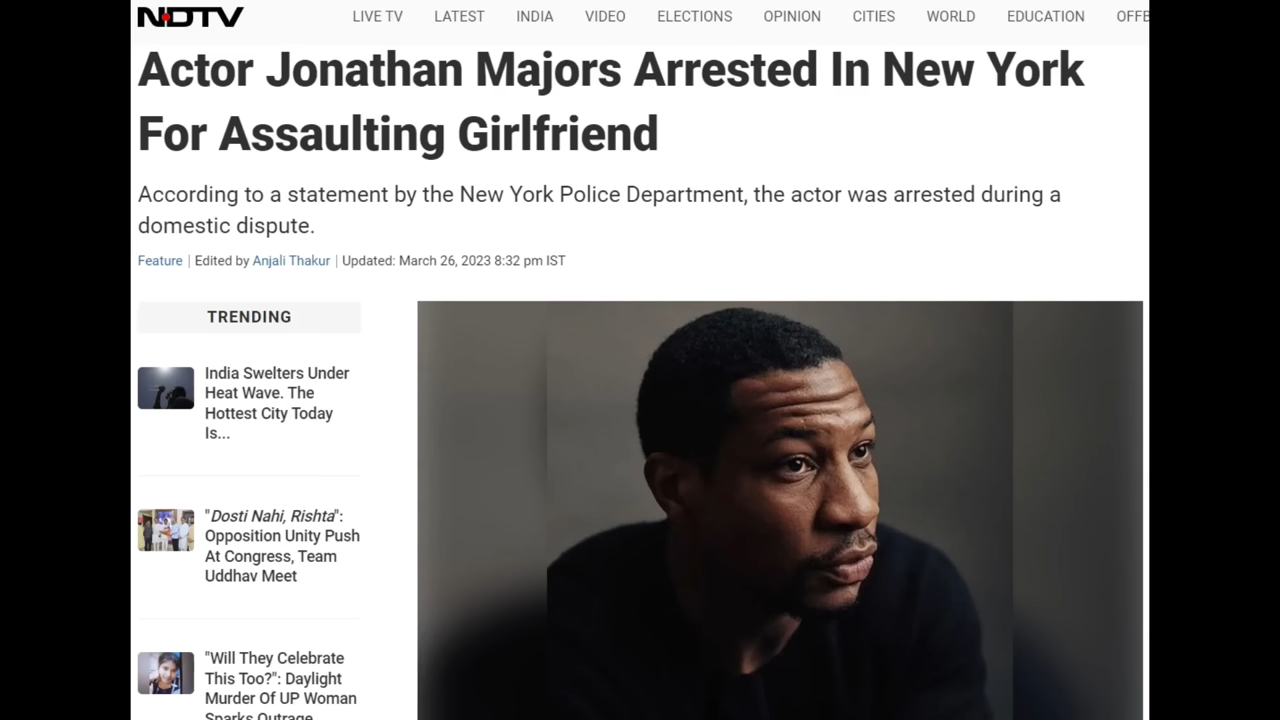 NDTV
LIVE TV LATEST INDIA VIDEO ELECTIONS OPINION CITIES WORLD EDUCATION OFFB
Actor Jonathan Majors Arrested In New York
For Assaulting Girlfriend
According to a statement by the New York Police Department, the actor was arrested during a
domestic dispute.
Feature | Edited by Anjali Thakur | Updated: March 26, 2023 8:32 pm IST
TRENDING
India Swelters Under
Heat Wave. The
Hottest City Today
Is...
"Dosti Nahi, Rishta":
Opposition Unity Push
At Congress, Team
Uddhav Meet
"Will They Celebrate
This Too?": Daylight
Murder Of UP Woman
Sparks Outrage